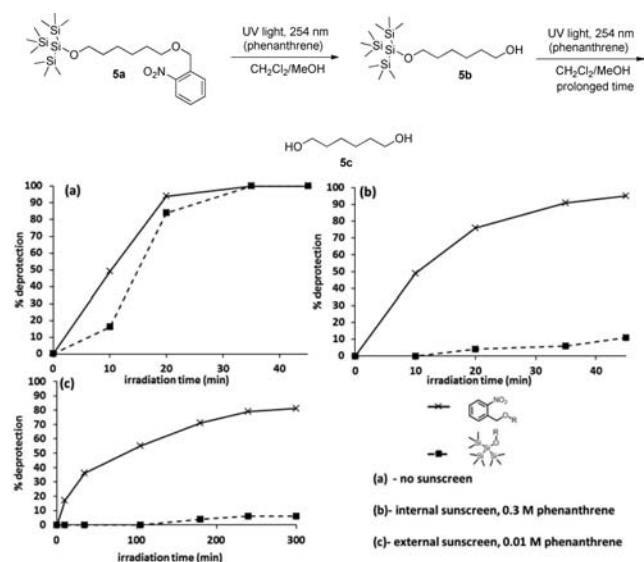 Si
Si
Si
Si
O
O
NO₂
5a
UV light, 254 nm
(phenanthrene)
CH₂Cl₂/MeOH
Si
Si
Si
Si
O
OH
5b
UV light, 254 nm
(phenanthrene)
CH₂Cl₂/MeOH
prolonged time
HO
OH
5c
(a)
% deprotection
100
90
80
70
60
50
40
30
20
10
0
0 10 20 30 40
irradiation time (min)
(b)
% deprotection
100
90
80
70
60
50
40
30
20
10
0
0 10 20 30 40
irradiation time (min)
(c)
% deprotection
90
80
70
60
50
40
30
20
10
0
0 100 200 300
irradiation time (min)
NO₂
O
R
R
O
Si
Si
Si
Si
(a) - no sunscreen
(b)- internal sunscreen, 0.3 M phenanthrene
(c)- external sunscreen, 0.01 M phenanthrene